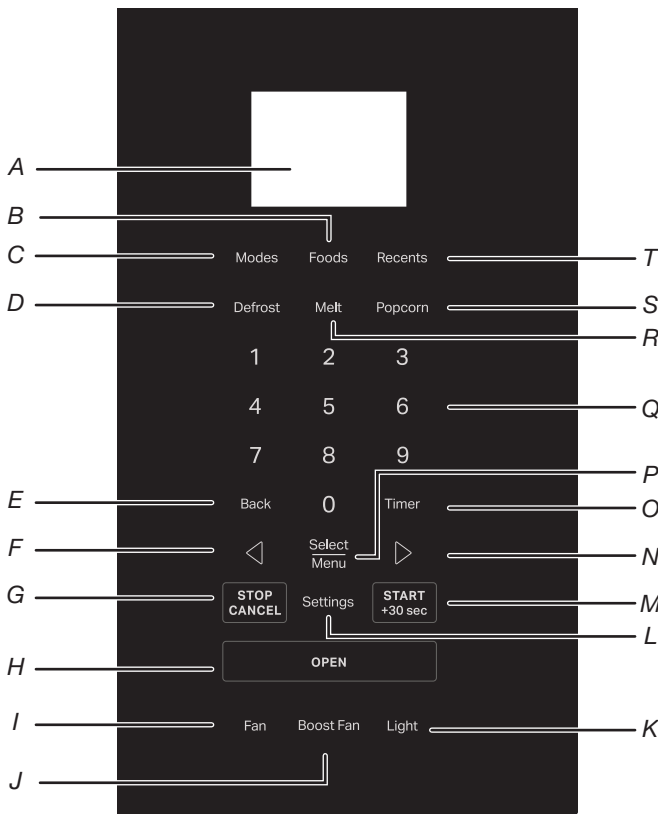 A
B
C Modes Foods Recents T
D Defrost Melt Popcorn S
R
1 2 3
4 5 6 Q
7 8 9
P
E Back 0 Timer O
F Select N
Menu
G STOP Settings START M
CANCEL +30 sec
L
H OPEN
I Fan Boost Fan Light K
J